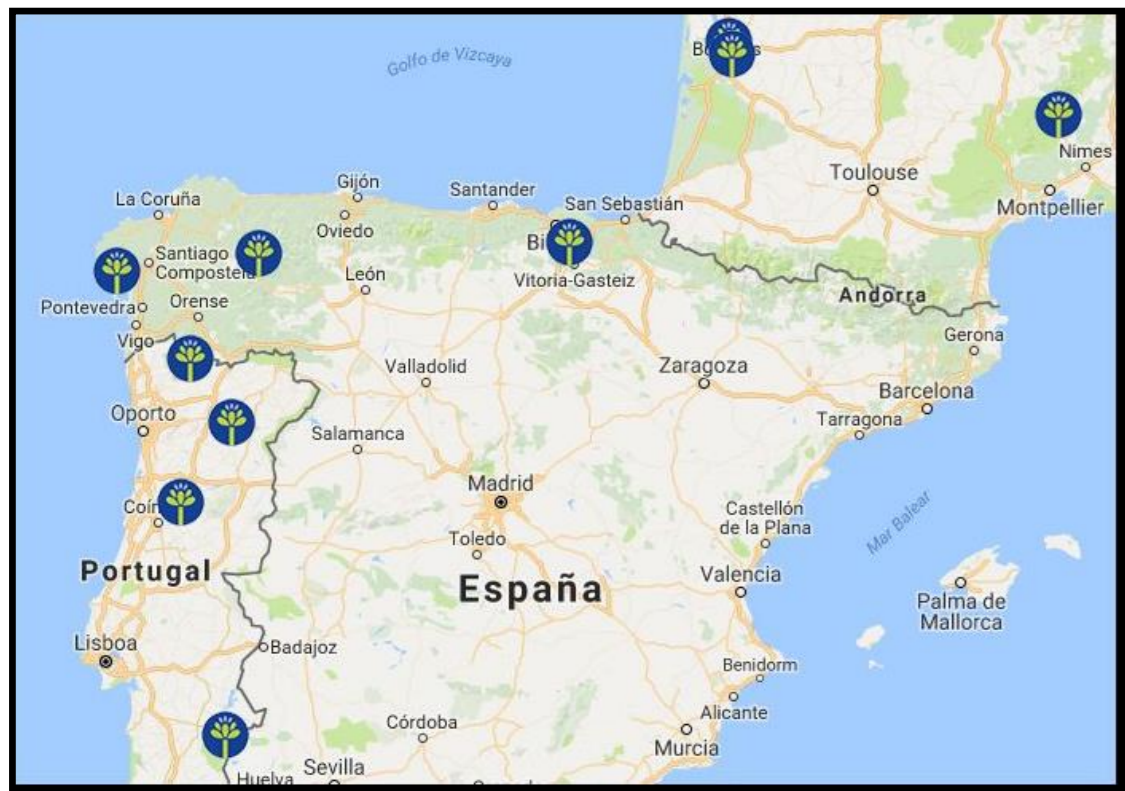 Golfo de Vizcaya
Nimes
Toulouse
Montpellier
Gijón
La Coruña
Santander
San Sebastián
Oviedo
Santiago
León
Vitoria-Gasteiz
Andorra
Pontevedra
Orense
Vigo
Gerona
Valladolid
Zaragoza
Barcelona
Oporto
Tarragona
Salamanca
Madrid
Castellón
de la Plana
Mar Balear
Toledo
Portugal
España
Valencia
Palma de
Mallorca
Lisboa
Badajoz
Benidorm
Alicante
Córdoba
Murcia
Sevilla
Huelva